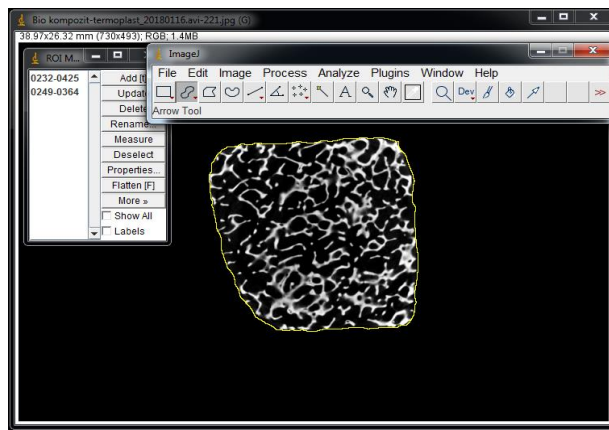 Bio kompozit-termoplast_20180116.avi-221.jpg (G)
38.97x26.32 mm (730x493); RGB; 1.4MB
ROI M...
0232-0425
0249-0364
Add [t]
Update
Delete
Rename...
Measure
Deselect
Properties...
Flatten [F]
More »
Show All
Labels
ImageJ
File Edit Image Process Analyze Plugins Window Help
A Dev >>
Arrow Tool